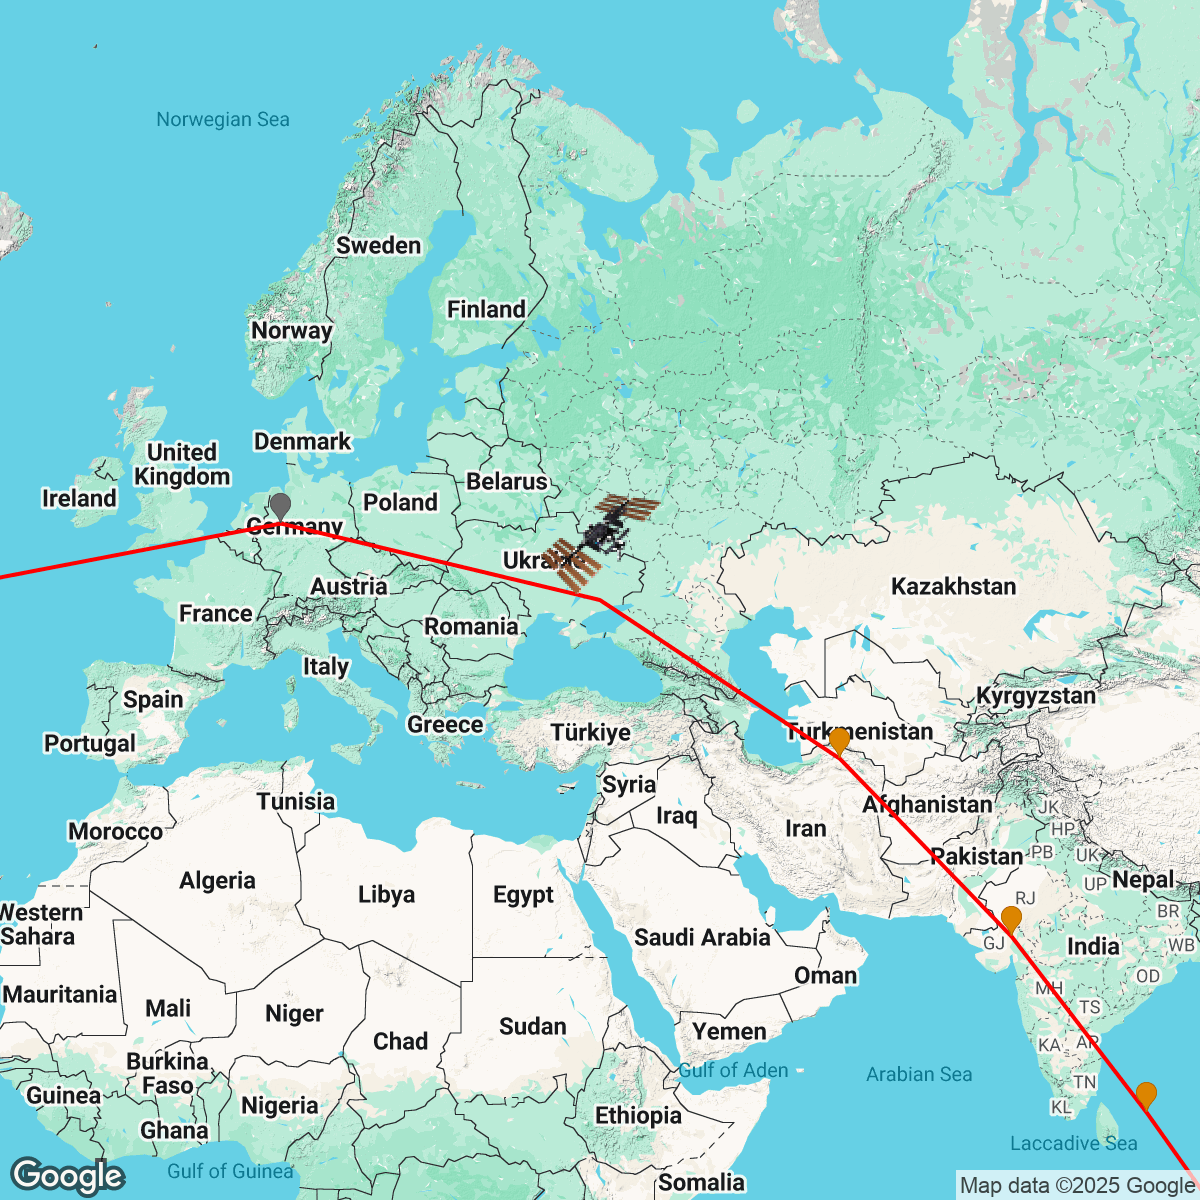 Norwegian Sea
Sweden
Finland
Norway
Denmark
United
Kingdom
Ireland
Belarus
Poland
Germany
Ukraine
Kazakhstan
Austria
France
Romania
Italy
Kyrgyzstan
Spain
Greece
Türkiye
Turkmenistan
Portugal
Syria
Tunisia
Afghanistan
JK
Iraq
Iran
HP
Morocco
Pakistan
PB
UK
Algeria
Libya
Egypt
UP
Nepal
RJ
Western
Sahara
BR
Saudi Arabia
GJ
India
WB
Oman
OD
Mauritania
Mali
Niger
MH
TS
Sudan
Yemen
Chad
KA
AP
Burkina
Faso
Gulf of Aden
Arabian Sea
TN
Guinea
Nigeria
KL
Ethiopia
Ghana
Laccadive Sea
Gulf of Guinea
Somalia
Google
Map data ©2025 Google